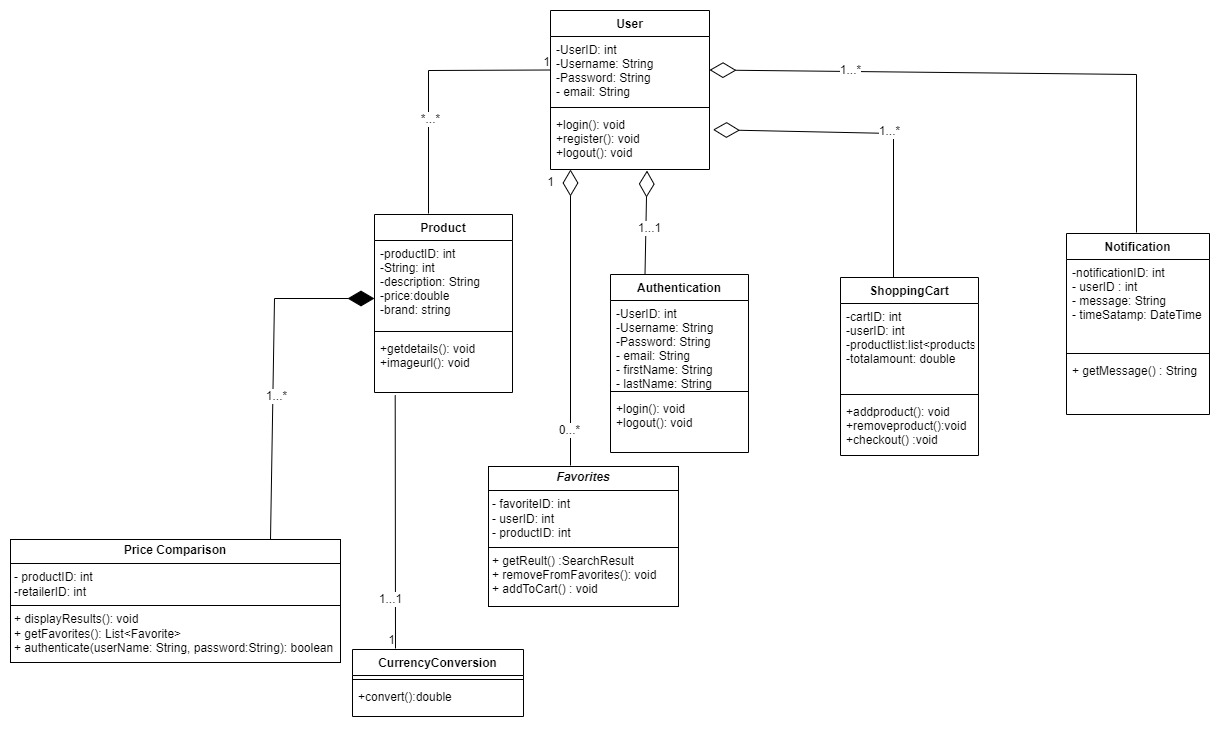 User
-UserID: int
-Username: String
-Password: String
- email: String
+login(): void
+register(): void
+logout(): void
1
*...*
1...*
1...*
1
1...1
0...*
Product
-productID: int
-String: int
-description: String
-price:double
-brand: string
+getdetails(): void
+imageurl(): void
1...*
1...1
1
Authentication
-UserID: int
-Username: String
-Password: String
- email: String
- firstName: String
- lastName: String
+login(): void
+logout(): void
ShoppingCart
-cartID: int
-userID: int
-productlist:list<products
-totalamount: double
+addproduct(): void
+removeproduct():void
+checkout() :void
Notification
-notificationID: int
- userID : int
- message: String
- timeSatamp: DateTime
+ getMessage() : String
Favorites
- favoriteID: int
- userID: int
- productID: int
+ getReult() :SearchResult
+ removeFromFavorites(): void
+ addToCart() : void
Price Comparison
- productID: int
-retailerID: int
+ displayResults(): void
+ getFavorites(): List<Favorite>
+ authenticate(userName: String, password:String): boolean
CurrencyConversion
+convert():double